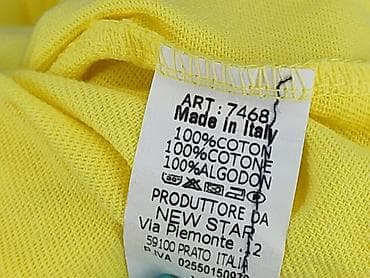 ART.:7468
Made in Italy
100%COTON
100%COTONE
100%ALGODON
PRODUTTORE DA
NEW STAR
Via Piemonte 12
59100 PRATO ITALIA
P.IVA